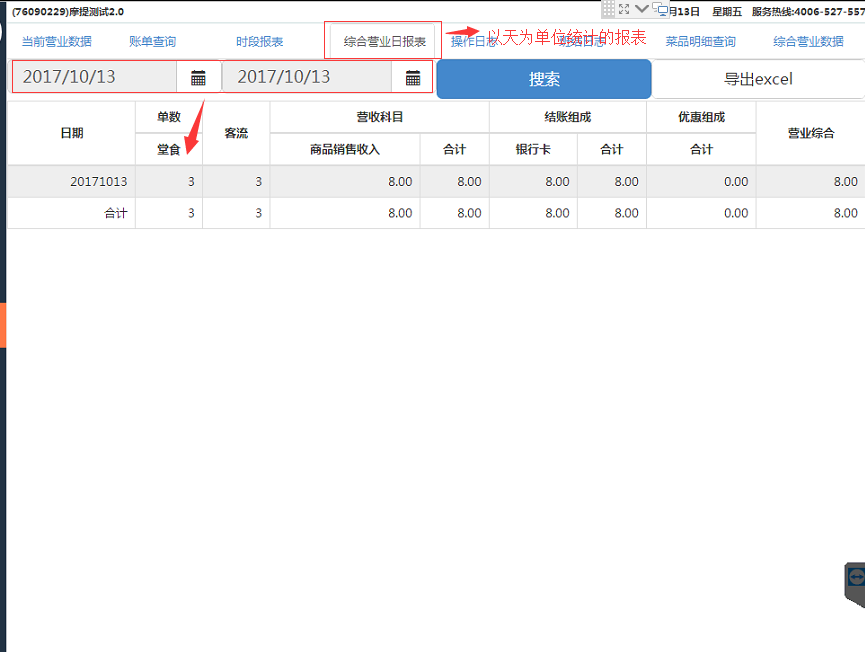 (76090229)摩提测试2.0 月13日 星期五 服务热线:4006-527-557
当前营业数据 账单查询 时段报表 综合营业日报表 操作日志 以天为单位统计的报表 菜品明细查询 综合营业数据
2017/10/13 2017/10/13 搜索 导出excel
日期 单数 客流 营收科目 结账组成 优惠组成 营业综合
堂食 商品销售收入 合计 银行卡 合计 合计
20171013 3 3 8.00 8.00 8.00 8.00 0.00 8.00
合计 3 3 8.00 8.00 8.00 8.00 0.00 8.00